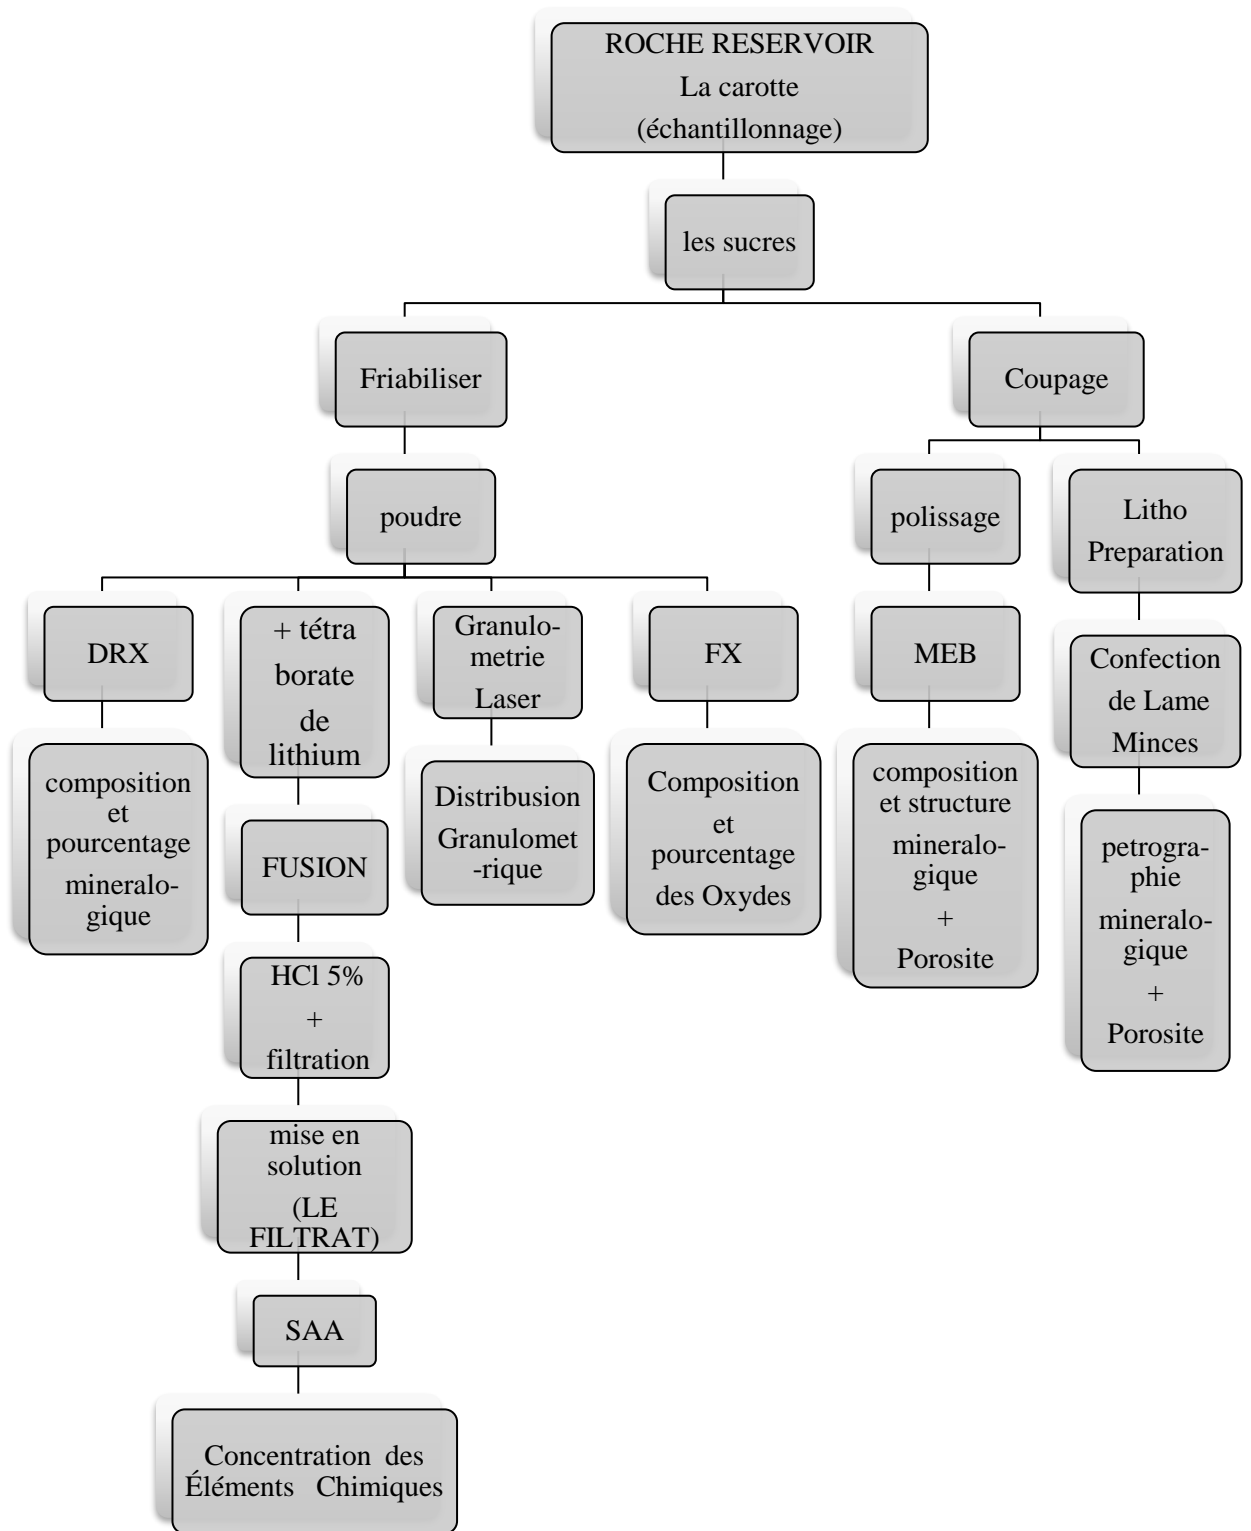 ROCHE RESERVOIR
La carotte
(échantillonnage)
les sucres
Friabiliser
Coupage
poudre
polissage
Litho
Preparation
DRX
+ tétra
borate
de
lithium
Granulo-
metrie
Laser
FX
MEB
Confection
de Lame
Minces
composition
et
pourcentage
mineralo-
gique
FUSION
Distribusion
Granulomet
-rique
Composition
et
pourcentage
des Oxydes
composition
et structure
mineralo-
gique
+
Porosite
petrogra-
phie
mineralo-
gique
+
Porosite
HCl 5%
+
filtration
mise en
solution
(LE
FILTRAT)
SAA
Concentration des
Éléments Chimiques